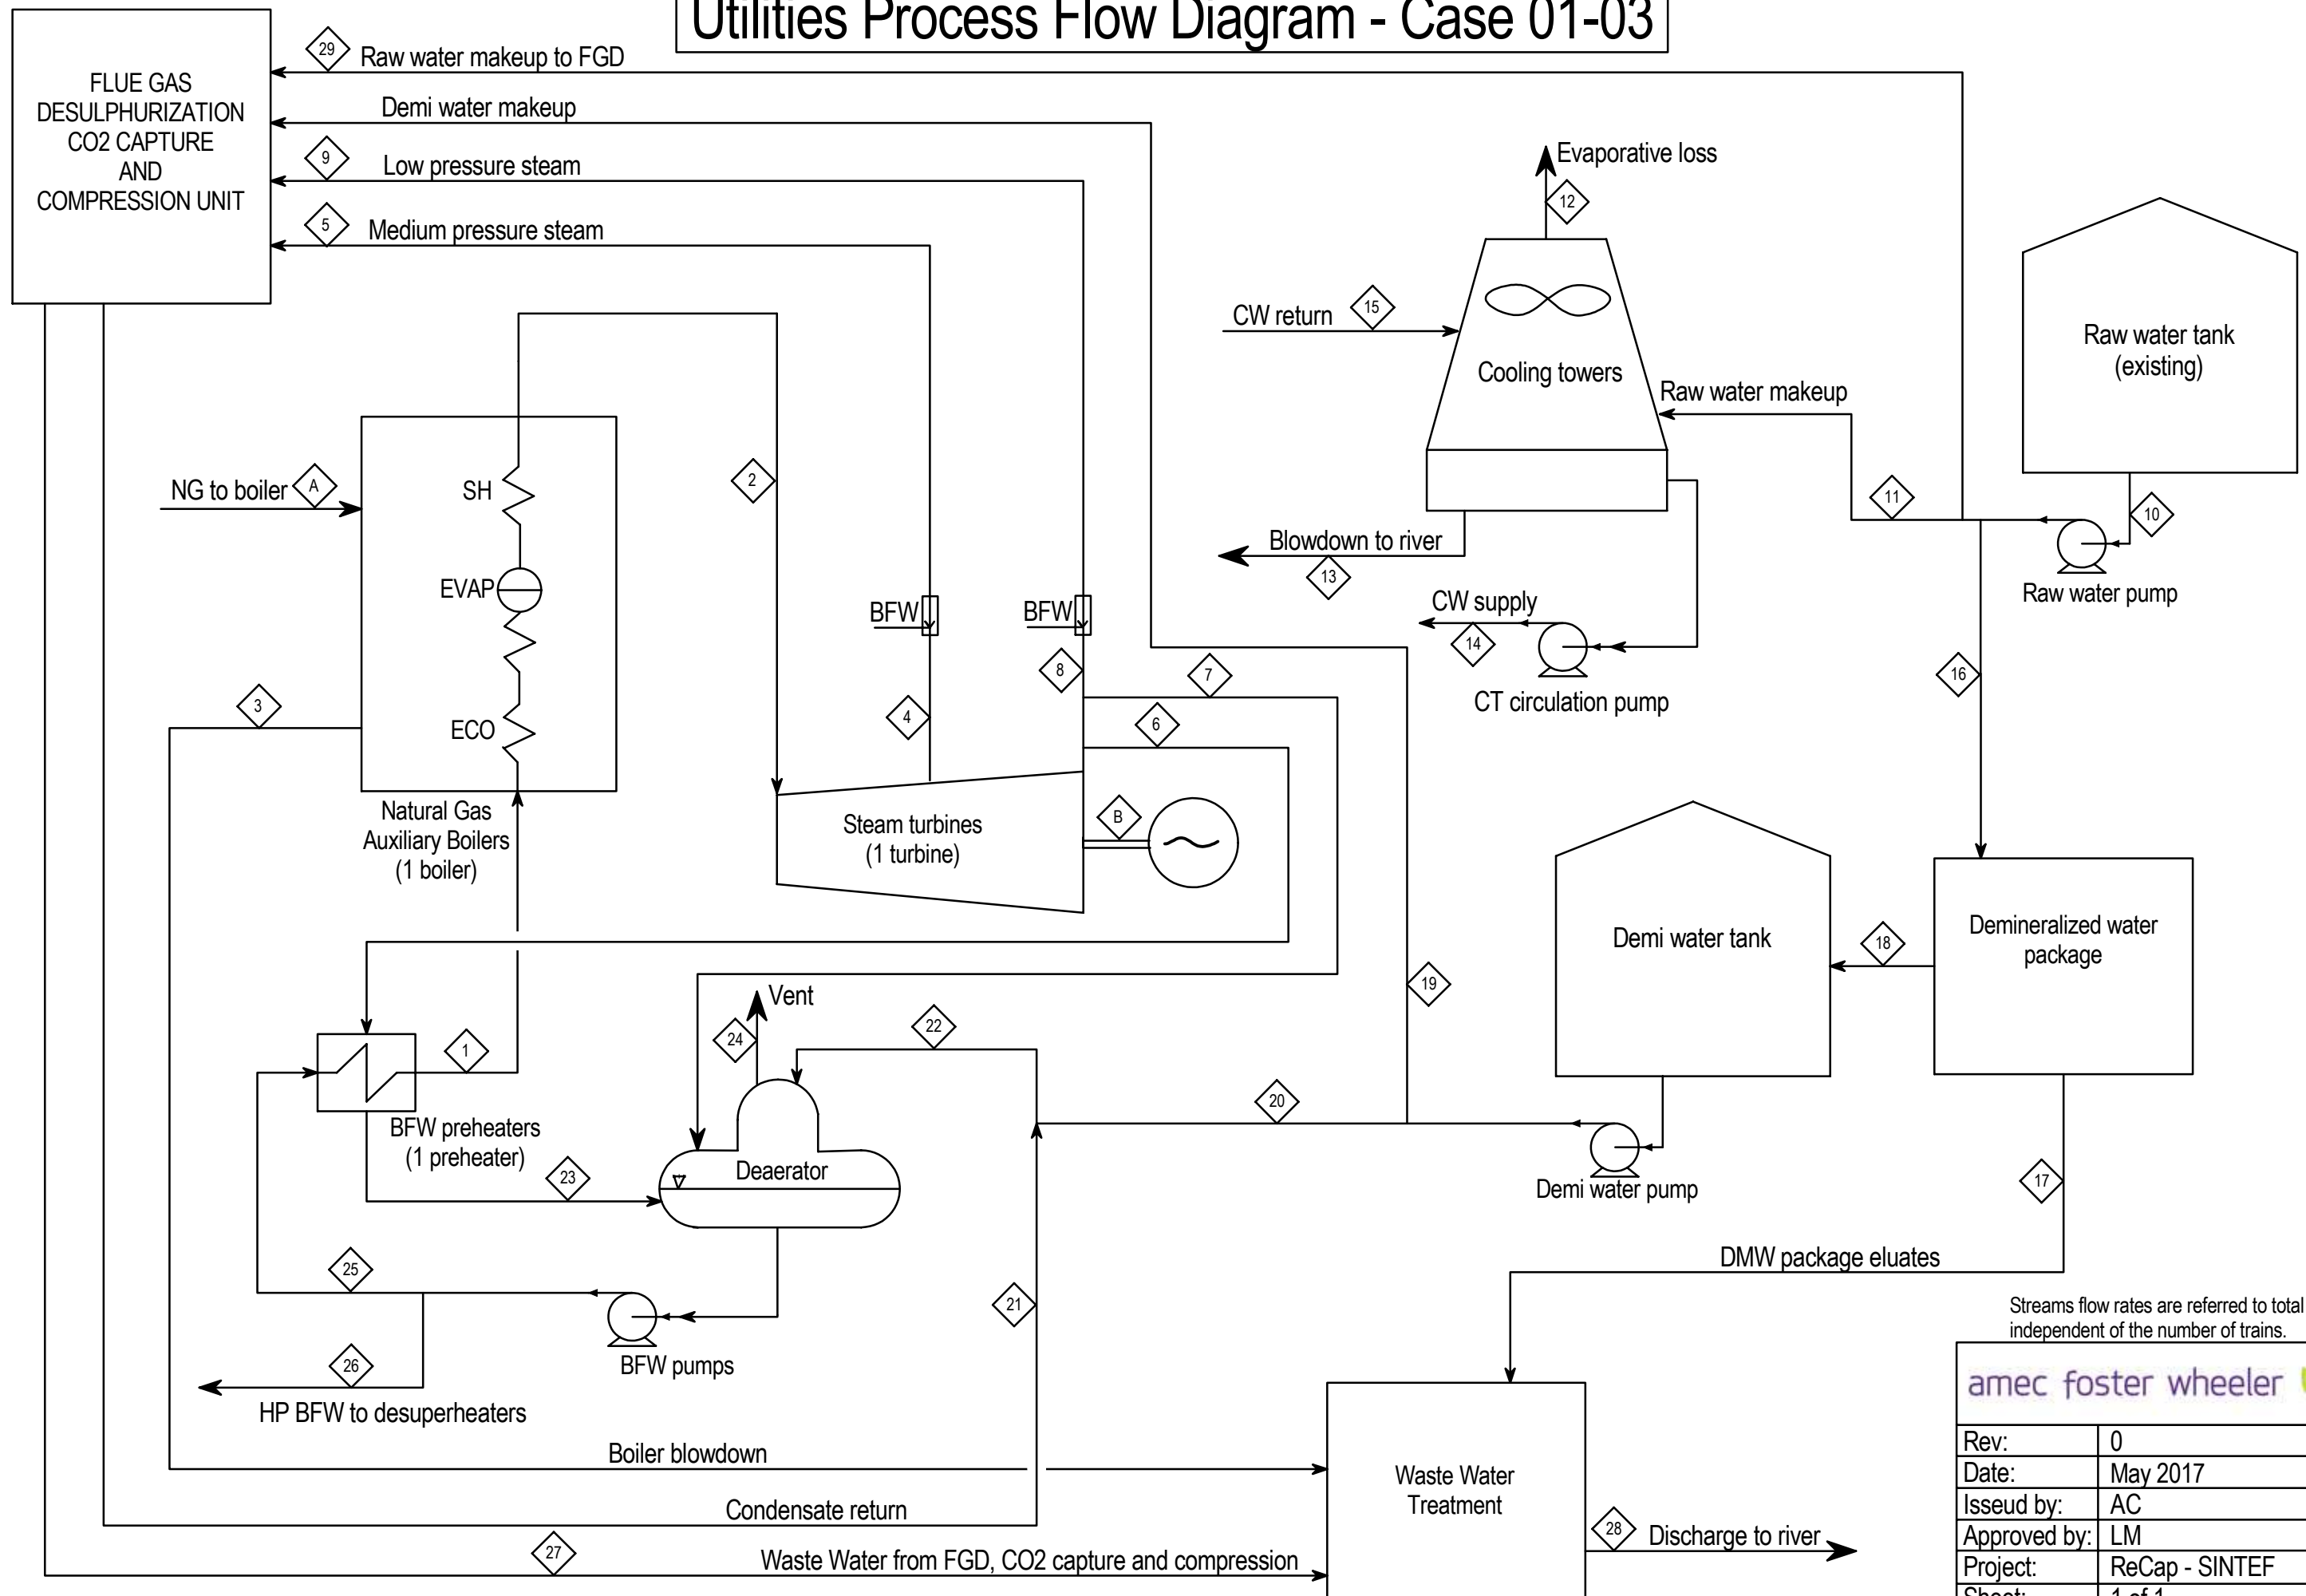 Utilities Process Flow Diagram - Case 01-03
FLUE GAS
DESULPHURIZATION
CO2 CAPTURE
AND
COMPRESSION UNIT
29
Raw water makeup to FGD
Demi water makeup
9
Low pressure steam
5
Medium pressure steam
Evaporative loss
12
CW return
15
Cooling towers
Raw water makeup
Raw water tank
(existing)
11
10
Raw water pump
Blowdown to river
13
CW supply
14
CT circulation pump
NG to boiler
A
SH
EVAP
ECO
2
3
Natural Gas
Auxiliary Boilers
(1 boiler)
BFW
BFW
4
8
7
6
B
Steam turbines
(1 turbine)
16
Demi water tank
18
Demineralized water
package
19
1
BFW preheaters
(1 preheater)
23
24
Vent
22
Deaerator
20
Demi water pump
17
DMW package eluates
25
26
HP BFW to desuperheaters
BFW pumps
21
Boiler blowdown
Condensate return
27
Waste Water from FGD, CO2 capture and compression
Waste Water
Treatment
28
Discharge to river
Streams flow rates are referred to total
independent of the number of trains.
amec foster wheeler
Rev: 0
Date: May 2017
Isseud by: AC
Approved by: LM
Project: ReCap - SINTEF
Sheet: 1 of 1